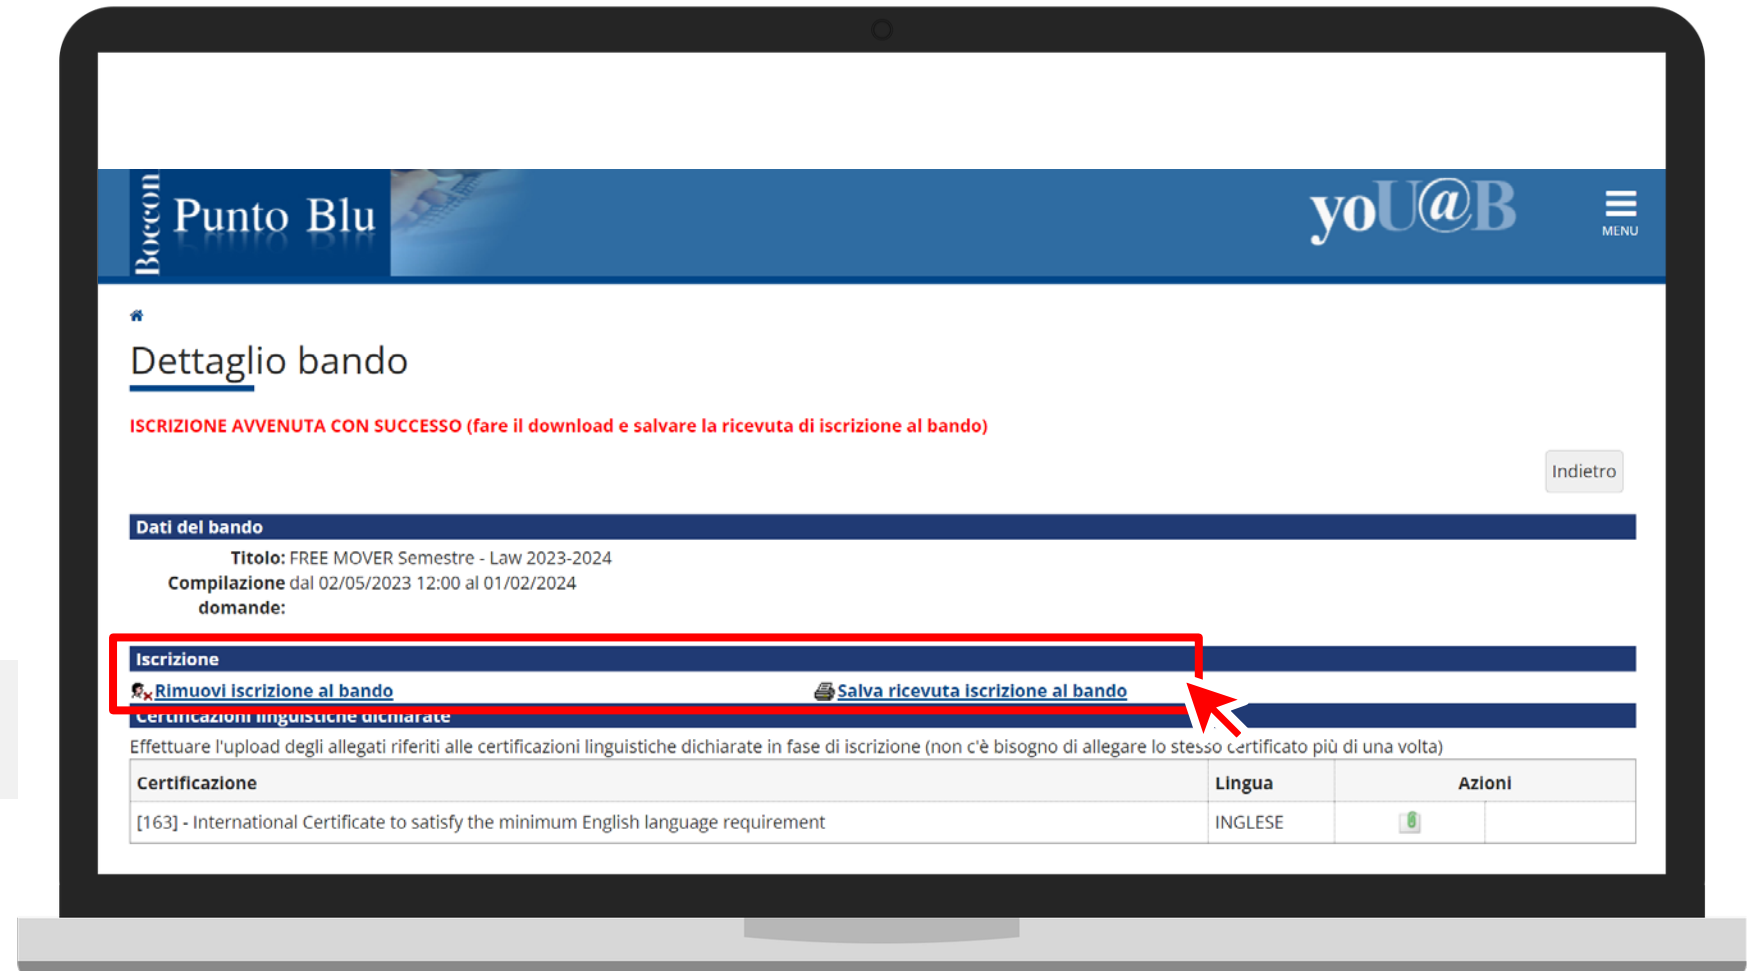 Boccon
Punto Blu
yoU@B
MENU
Dettaglio bando
ISCRIZIONE AVVENUTA CON SUCCESSO (fare il download e salvare la ricevuta di iscrizione al bando)
Indietro
Dati del bando
Titolo: FREE MOVER Semestre - Law 2023-2024
Compilazione dal 02/05/2023 12:00 al 01/02/2024
domande:
Iscrizione
Rimuovi iscrizione al bando Salva ricevuta iscrizione al bando
Certificazioni linguistiche dichiarate
Effettuare l'upload degli allegati riferiti alle certificazioni linguistiche dichiarate in fase di iscrizione (non c'è bisogno di allegare lo stesso certificato più di una volta)
Certificazione Lingua Azioni
[163] - International Certificate to satisfy the minimum English language requirement INGLESE